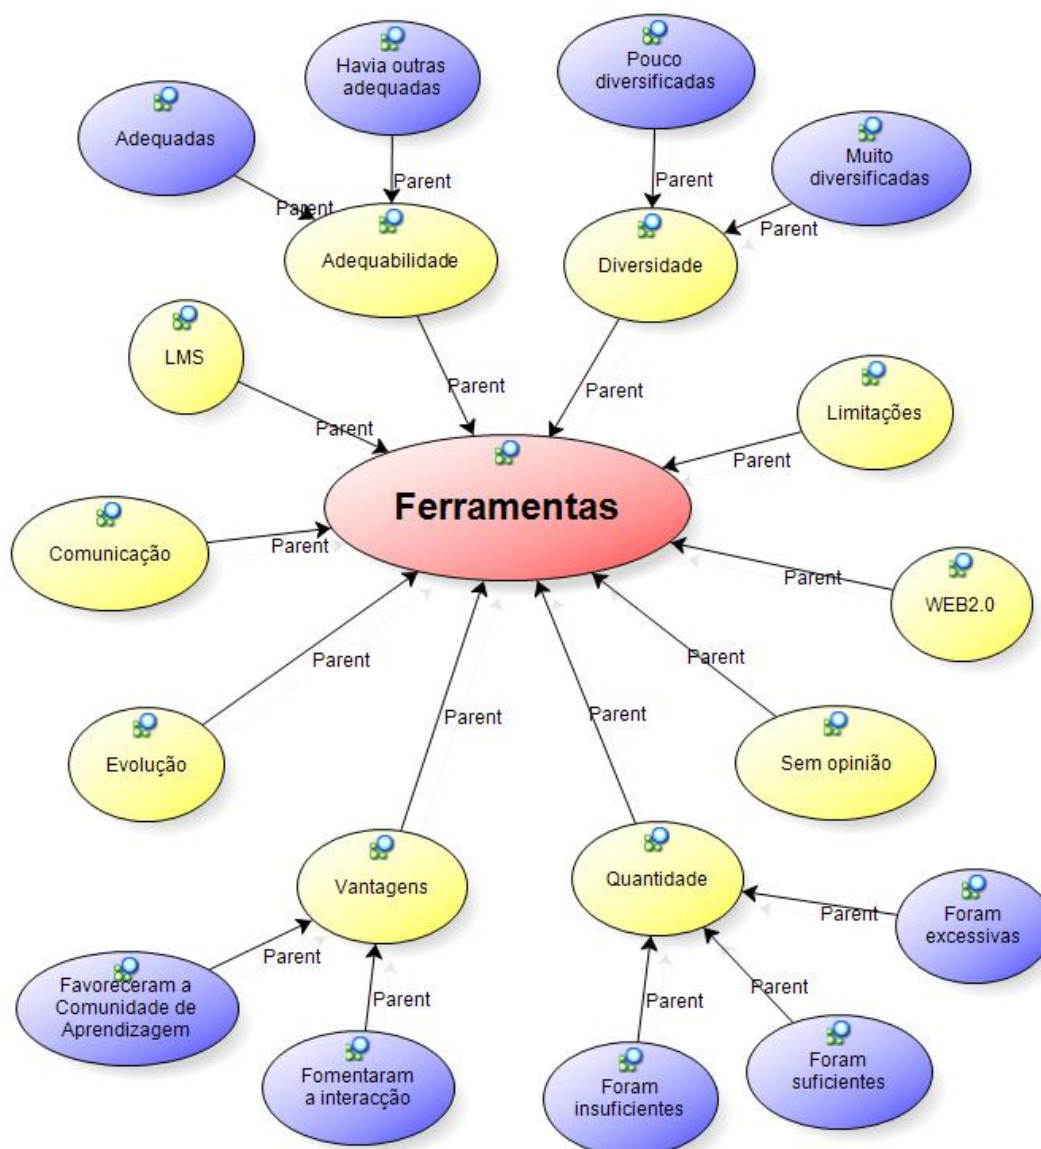 Havia outras
adequadas
Pouco
diversificadas
Adequadas
Muito
diversificadas
Parent
Parent
Parent
Parent
Adequabilidade
Diversidade
LMS
Parent
Parent
Parent
Limitações
Parent
Ferramentas
Comunicação
Parent
Parent
WEB2.0
Parent
Parent
Parent
Parent
Evolução
Sem opinião
Vantagens
Quantidade
Parent
Foram
excessivas
Parent
Favoreceram a
Comunidade de
Aprendizagem
Parent
Parent
Parent
Fomentaram
a interacção
Foram
insuficientes
Foram
suficientes